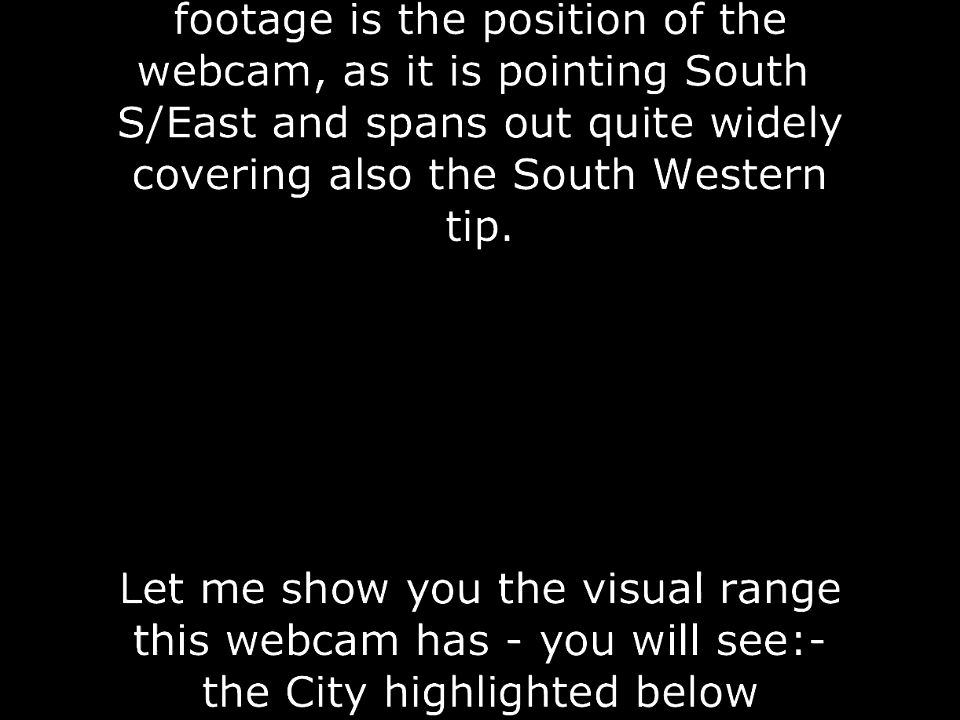 footage is the position of the
webcam, as it is pointing South
S/East and spans out quite widely
covering also the South Western
tip.
Let me show you the visual range
this webcam has - you will see:-
the City highlighted below